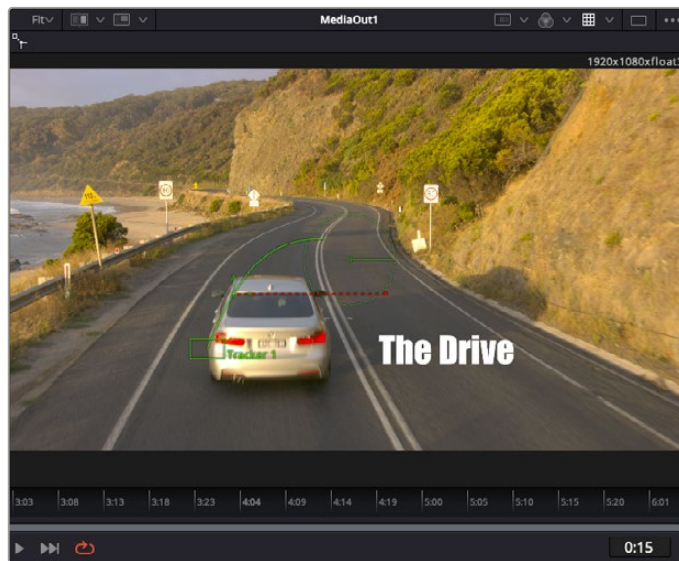 Fit MediaOut1
1920x1080xfloat3
Tracker 1
The Drive
3:03 3:08 3:13 3:18 3:23 4:04 4:09 4:14 4:19 5:00 5:05 5:10 5:15 5:20 6:01
0:15